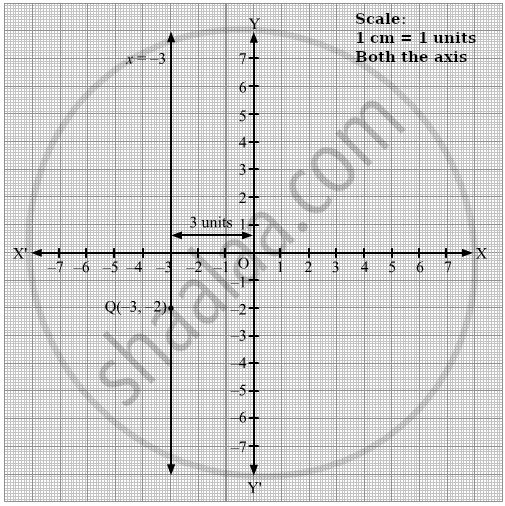 Scale:
1 cm = 1 units
Both the axis
Y
x = –3
7
6
5
4
3
2
1
3 units
X' –7 –6 –5 –4 –3 –2 –1 O 1 2 3 4 5 6 7 X
–1
Q(–3, –2) –2
–3
–4
–5
–6
–7
Y'
shaalaa.com